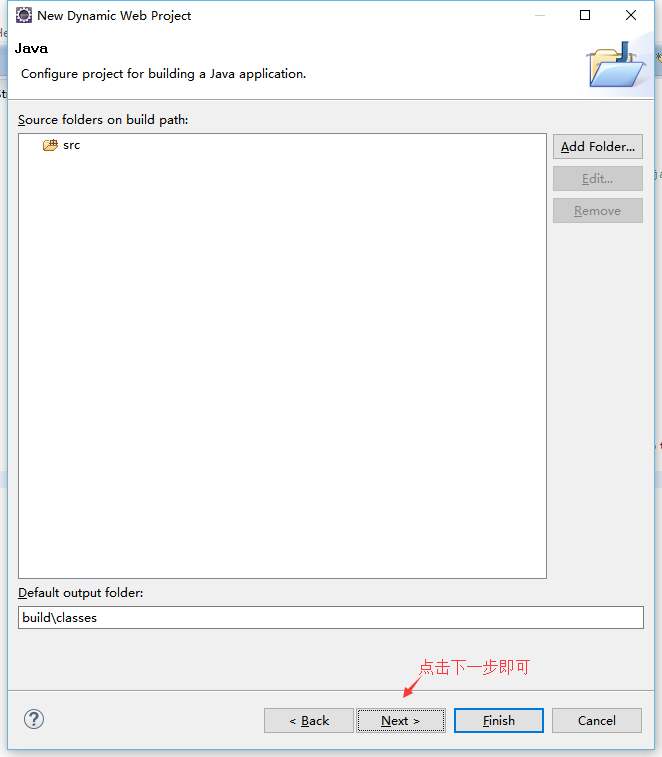 New Dynamic Web Project
Java
Configure project for building a Java application.
Source folders on build path:
src
Add Folder...
Edit...
Remove
Default output folder:
build\classes
点击下一步即可
?
< Back
Next >
Finish
Cancel